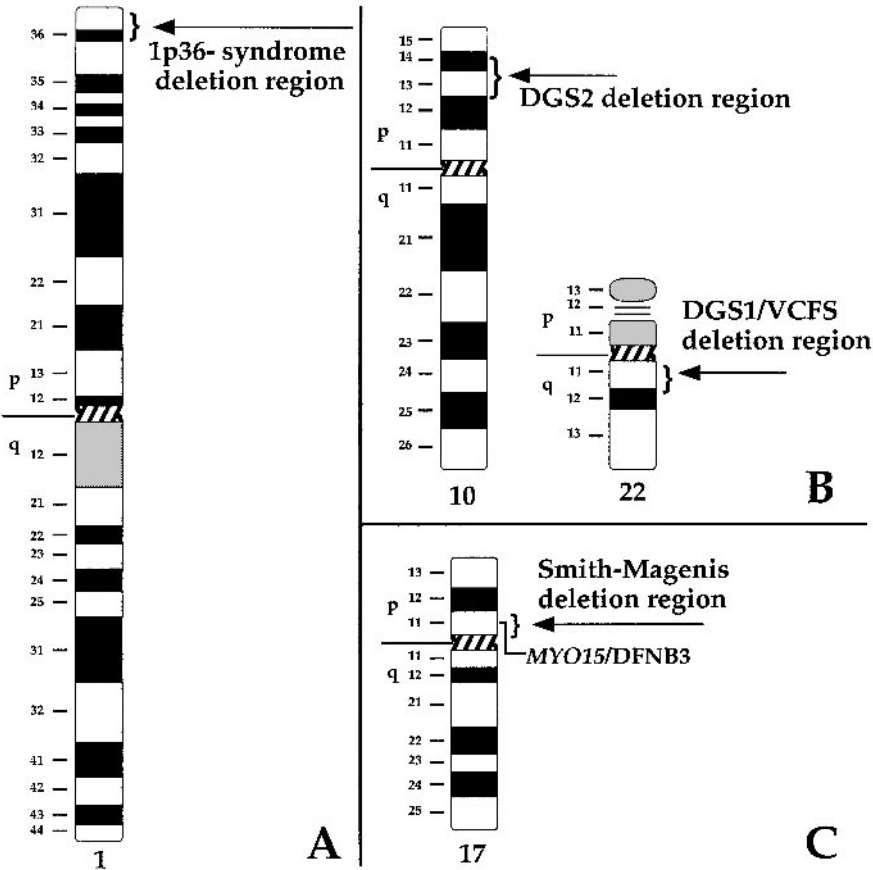 36
1p36- syndrome
deletion region
35
34
33
32
31
22
21
p
13
12
q
12
21
22
23
24
25
31
32
41
42
43
44
1
A
15
14
13
12
p
11
DGS2 deletion region
q
11
21
22
23
24
25
26
10
13
12
p
11
DGS1/VCFS
deletion region
q
11
12
13
22
B
13
12
p
11
Smith-Magenis
deletion region
MYO15/DFNB3
11
q 12
21
22
23
24
25
17
C